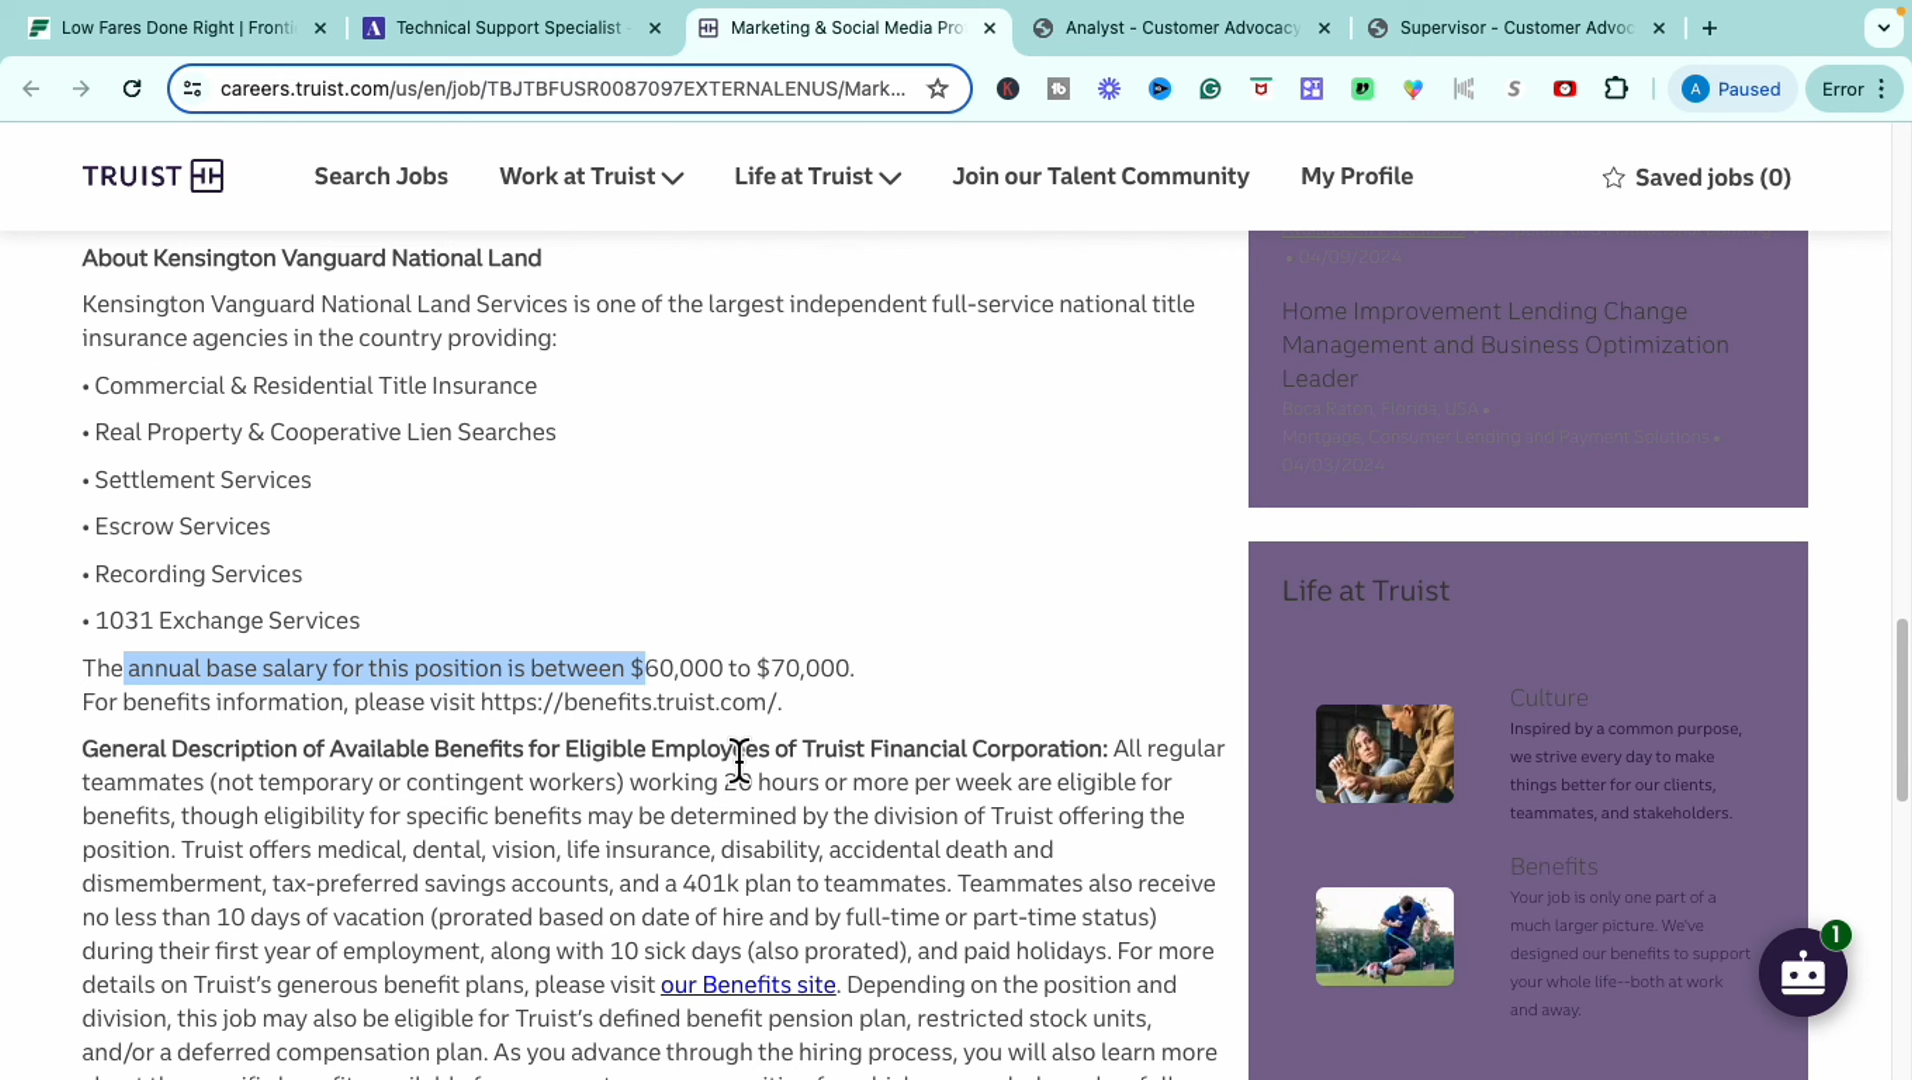 Low Fares Done Right | Fronti
Technical Support Specialist -
Marketing & Social Media Pro
Analyst - Customer Advocacy
Supervisor - Customer Advoc
careers.truist.com/us/en/job/TBJTBFUSR0087097EXTERNALENUS/Mark...
A Paused
Error
TRUIST
Search Jobs
Work at Truist
Life at Truist
Join our Talent Community
My Profile
Saved jobs (0)
About Kensington Vanguard National Land
Kensington Vanguard National Land Services is one of the largest independent full-service national title
insurance agencies in the country providing:
• Commercial & Residential Title Insurance
• Real Property & Cooperative Lien Searches
• Settlement Services
• Escrow Services
• Recording Services
• 1031 Exchange Services
The annual base salary for this position is between $60,000 to $70,000.
For benefits information, please visit https://benefits.truist.com/.
General Description of Available Benefits for Eligible Employees of Truist Financial Corporation: All regular
teammates (not temporary or contingent workers) working 20 hours or more per week are eligible for
benefits, though eligibility for specific benefits may be determined by the division of Truist offering the
position. Truist offers medical, dental, vision, life insurance, disability, accidental death and
dismemberment, tax-preferred savings accounts, and a 401k plan to teammates. Teammates also receive
no less than 10 days of vacation (prorated based on date of hire and by full-time or part-time status)
during their first year of employment, along with 10 sick days (also prorated), and paid holidays. For more
details on Truist's generous benefit plans, please visit our Benefits site. Depending on the position and
division, this job may also be eligible for Truist's defined benefit pension plan, restricted stock units,
and/or a deferred compensation plan. As you advance through the hiring process, you will also learn more
• 04/09/2024
Home Improvement Lending Change
Management and Business Optimization
Leader
Boca Raton, Florida, USA •
Mortgage, Consumer Lending and Payment Solutions •
04/03/2024
Life at Truist
Culture
Inspired by a common purpose,
we strive every day to make
things better for our clients,
teammates, and stakeholders.
Benefits
Your job is only one part of a
much larger picture. We've
designed our benefits to support
your whole life--both at work
and away.
1